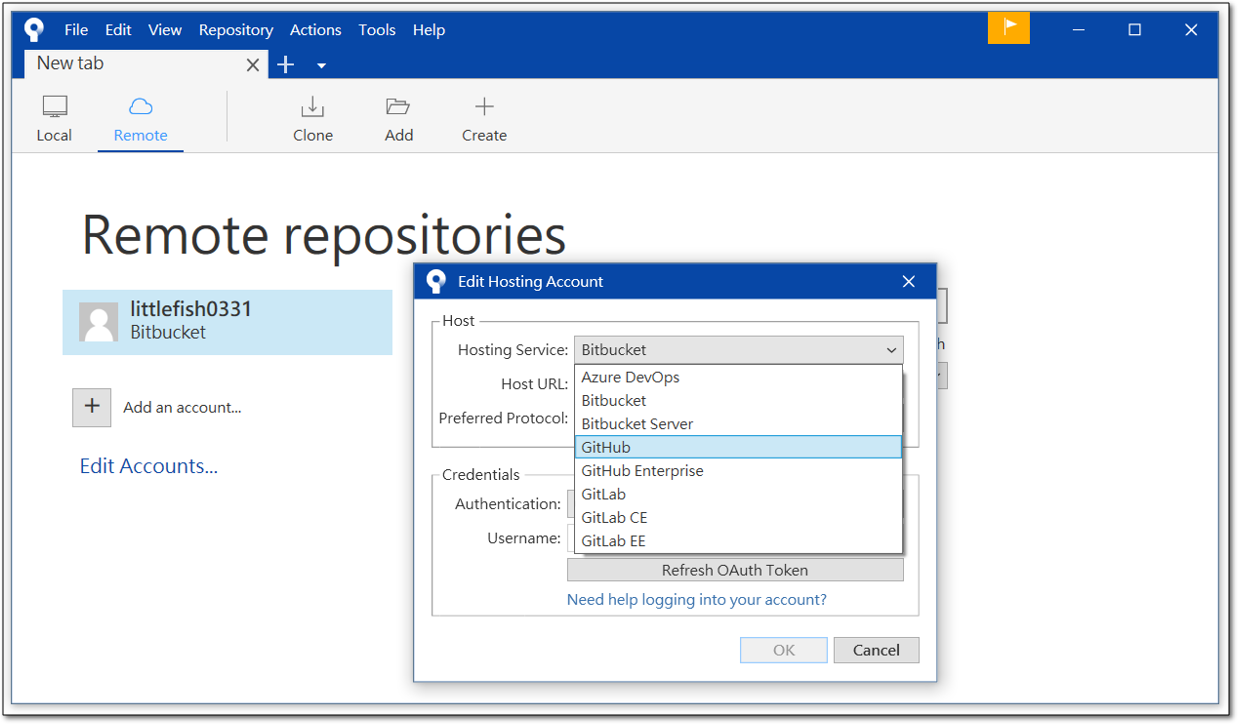 File Edit View Repository Actions Tools Help
New tab
Local Remote Clone Add Create
Remote repositories
littlefish0331
Bitbucket
Add an account...
Edit Accounts...
Edit Hosting Account
Host
Hosting Service: Bitbucket
Host URL:
Preferred Protocol:
Azure DevOps
Bitbucket
Bitbucket Server
GitHub
GitHub Enterprise
GitLab
GitLab CE
GitLab EE
Credentials
Authentication:
Username:
Refresh OAuth Token
Need help logging into your account?
OK Cancel